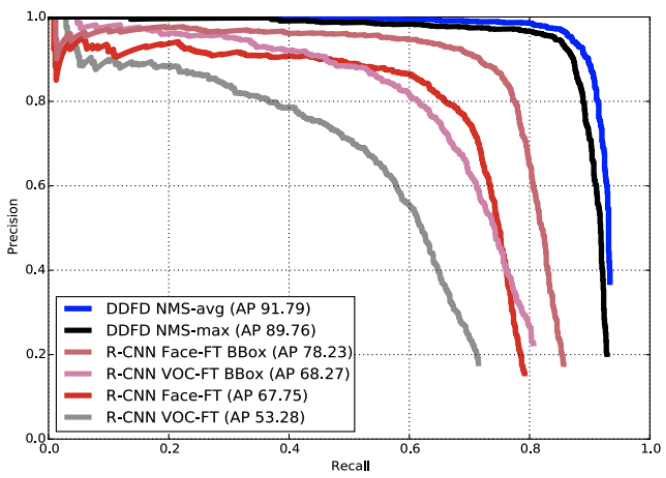 1.0
0.8
0.6
0.4
0.2
0.0
Precision
DDFD NMS-avg (AP 91.79)
DDFD NMS-max (AP 89.76)
R-CNN Face-FT BBox (AP 78.23)
R-CNN VOC-FT BBox (AP 68.27)
R-CNN Face-FT (AP 67.75)
R-CNN VOC-FT (AP 53.28)
0.0 0.2 0.4 0.6 0.8 1.0
Recall